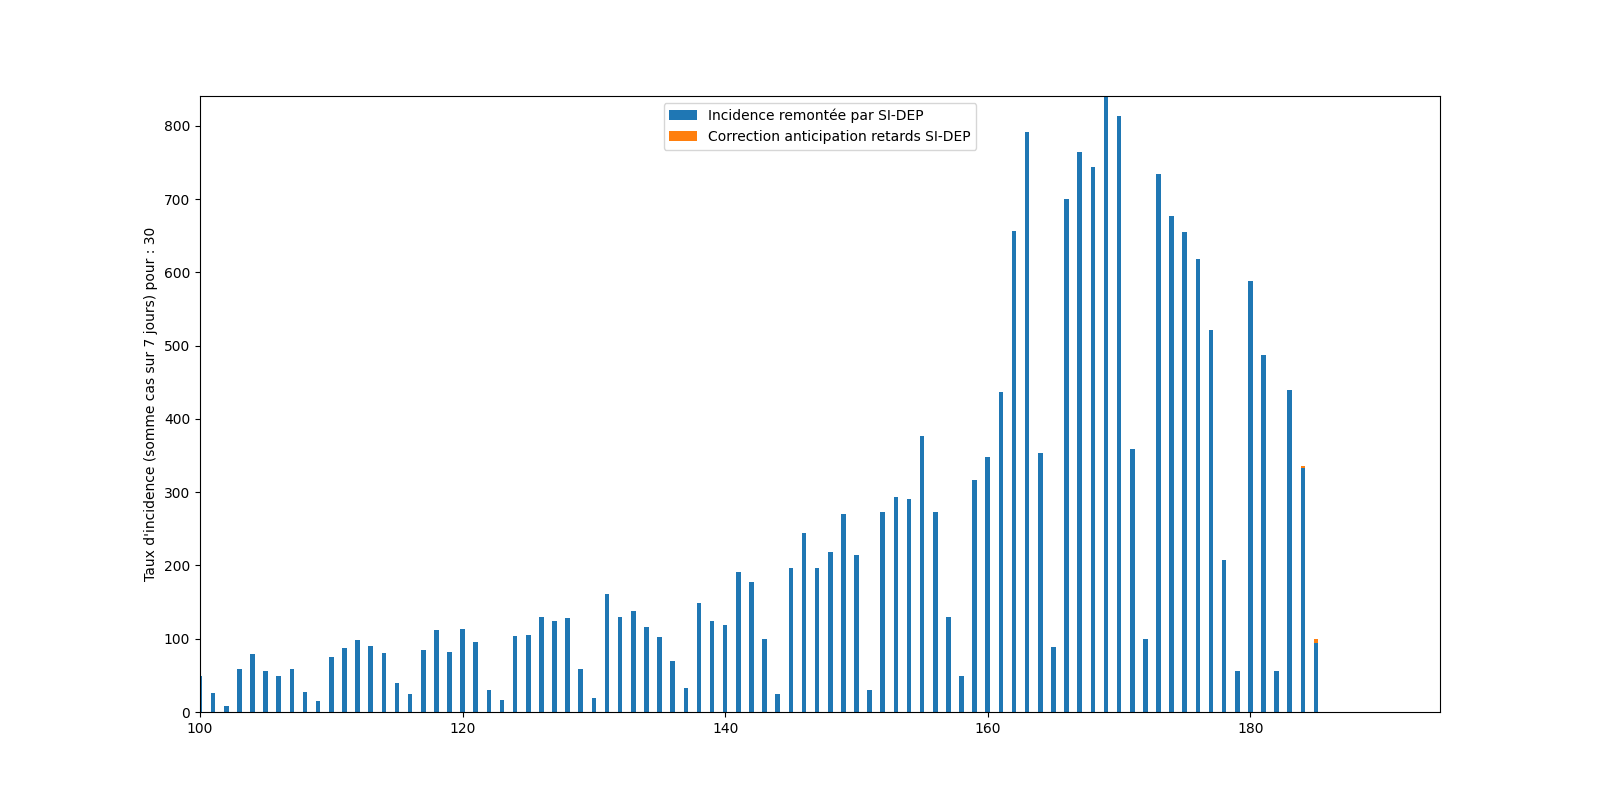 Incidence remontée par SI-DEP
Correction anticipation retards SI-DEP
Taux d'incidence (somme cas sur 7 jours) pour : 30
800
700
600
500
400
300
200
100
0
100 120 140 160 180